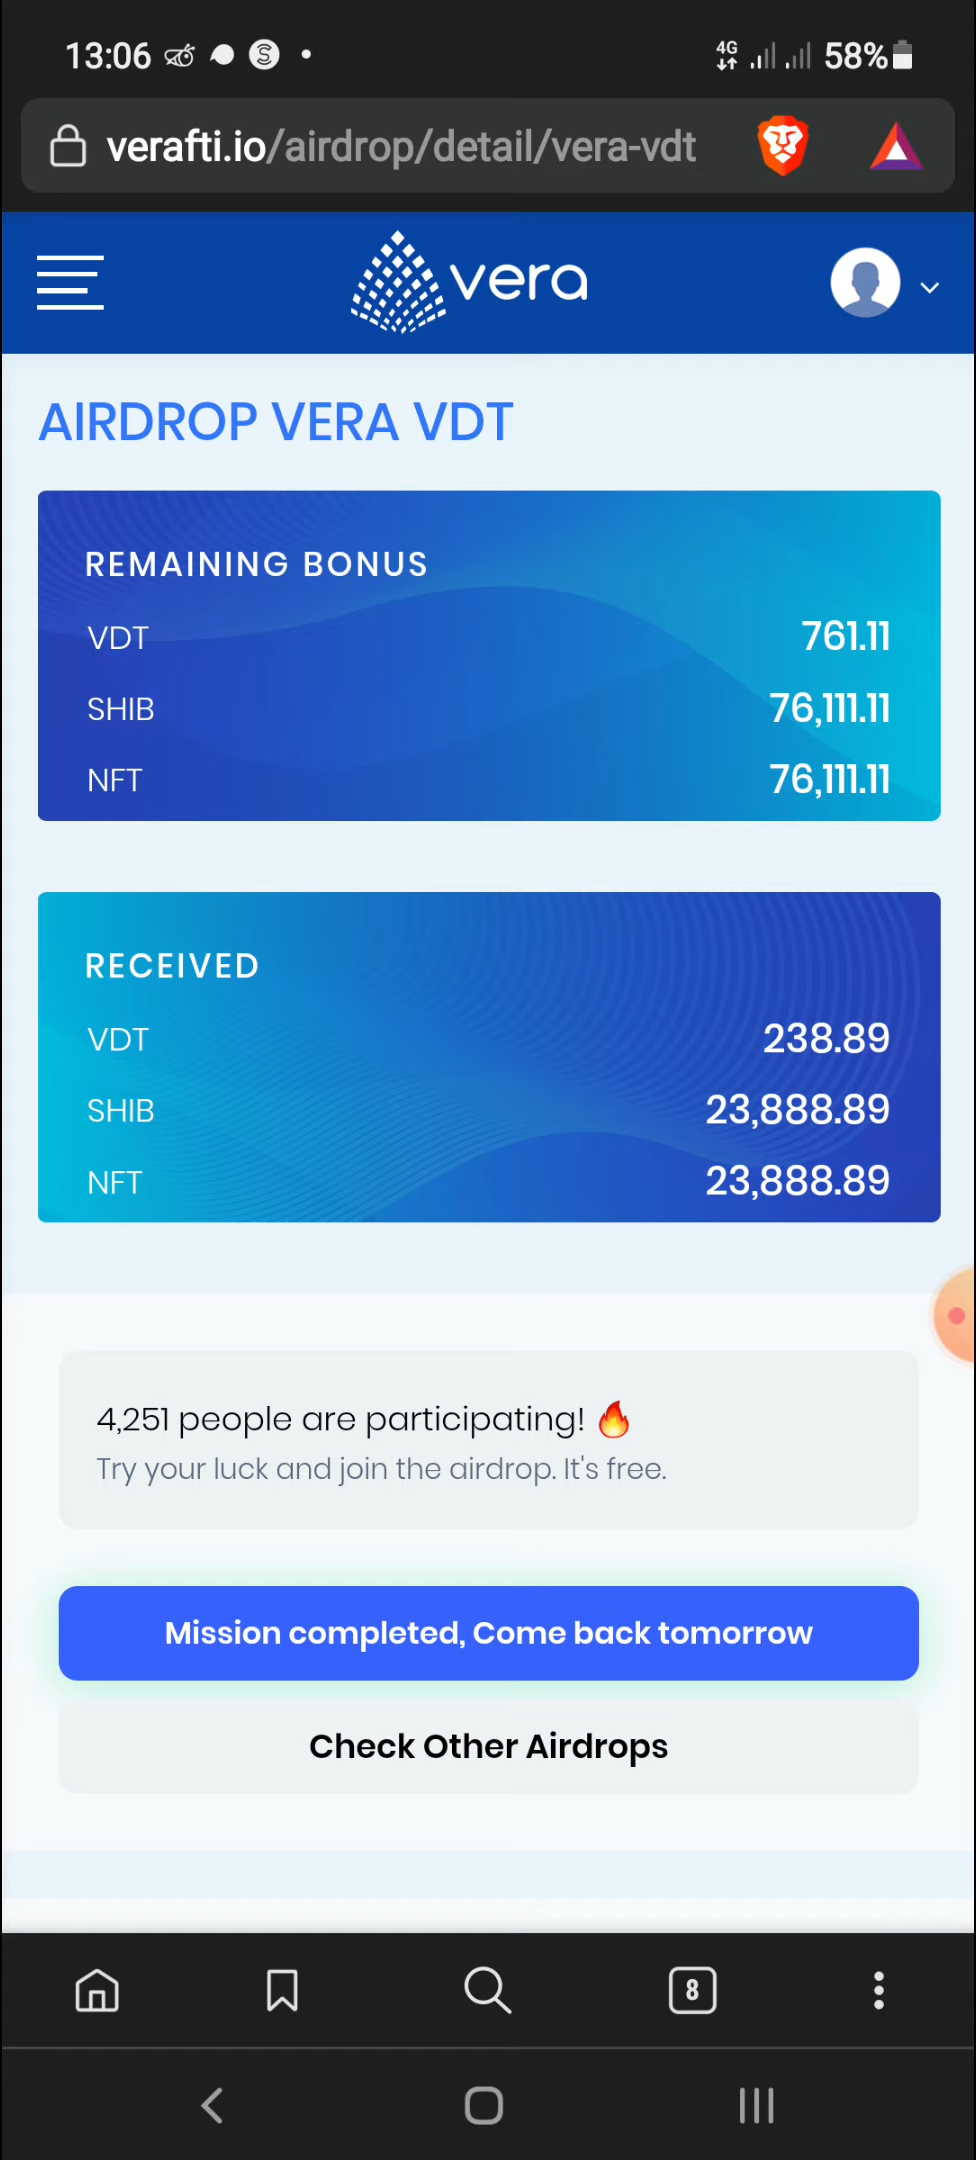 13:06 4G 58%
verafti.io/airdrop/detail/vera-vdt
vera
AIRDROP VERA VDT
REMAINING BONUS
VDT 761.11
SHIB 76,111.11
NFT 76,111.11
RECEIVED
VDT 238.89
SHIB 23,888.89
NFT 23,888.89
4,251 people are participating! 🔥
Try your luck and join the airdrop. It's free.
Mission completed, Come back tomorrow
Check Other Airdrops
8